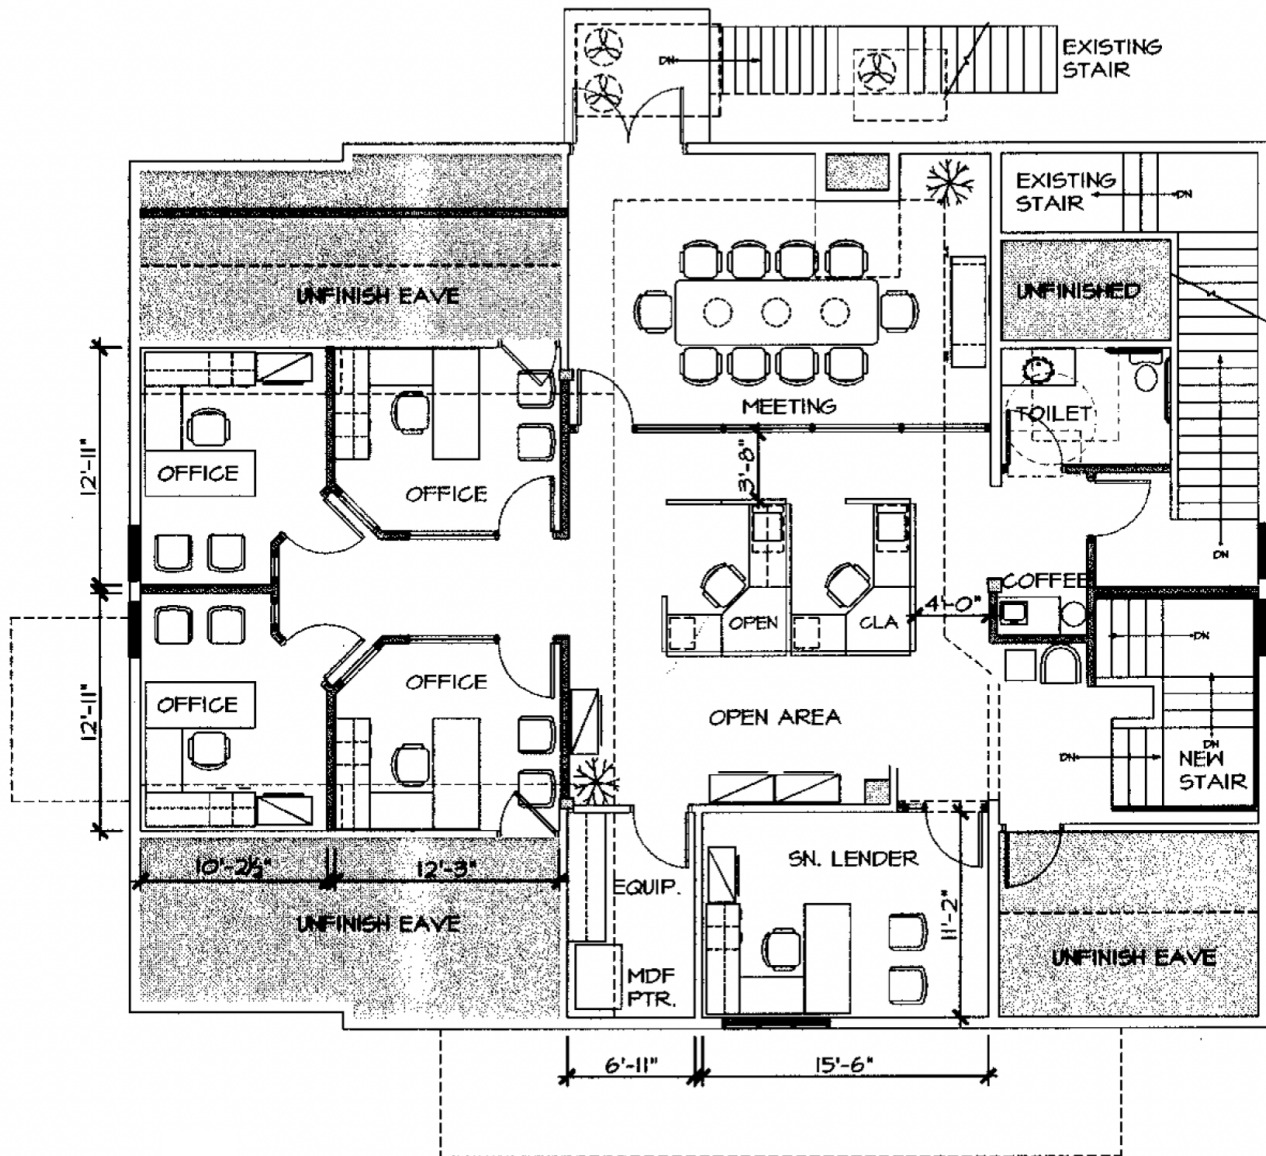 EXISTING
STAIR
DN
EXISTING
STAIR
DN
UNFINISH EAVE
UNFINISHED
MEETING
TOILET
12'-11"
OFFICE
OFFICE
3'-8"
DN
COFFEE
4'-0"
OPEN
CLA
DN
12'-11"
OFFICE
OFFICE
OPEN AREA
DN
DN
NEW
STAIR
10'-2½"
12'-3"
SN. LENDER
EQUIP.
11'-2"
UNFINISH EAVE
UNFINISH EAVE
MDF
PTR.
6'-11"
15'-6"